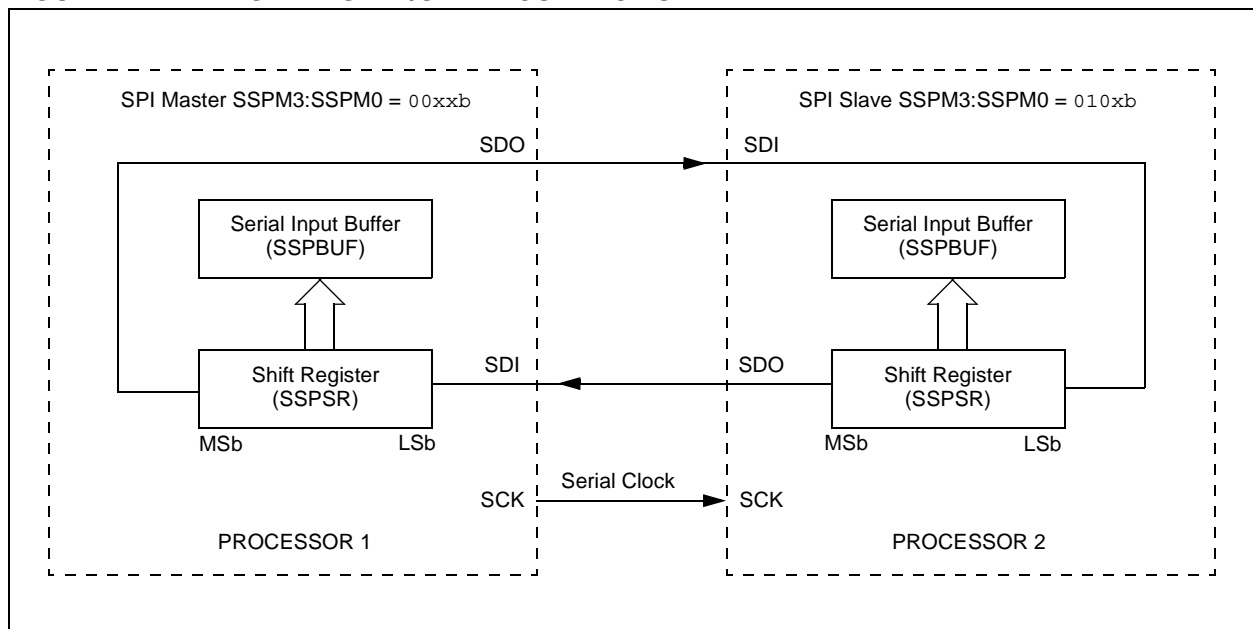 SPI Master SSPM3:SSPM0 = 00xxb
SPI Slave SSPM3:SSPM0 = 010xb
SDO
SDI
Serial Input Buffer
(SSPBUF)
Serial Input Buffer
(SSPBUF)
Shift Register
(SSPSR)
SDI
SDO
Shift Register
(SSPSR)
MSb
LSb
MSb
LSb
SCK
Serial Clock
SCK
PROCESSOR 1
PROCESSOR 2